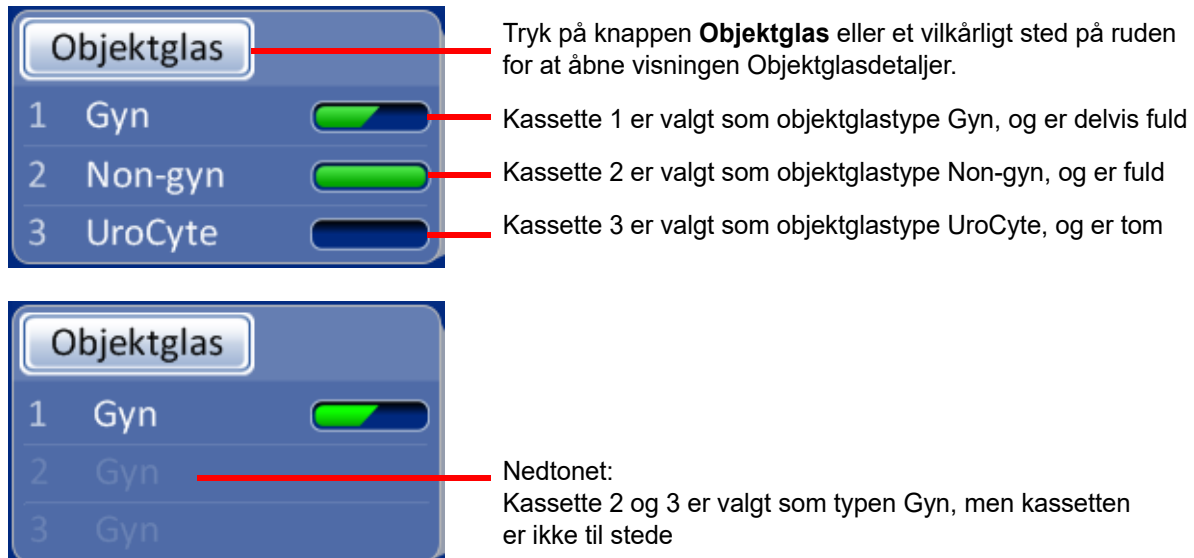 Objektglas
Tryk på knappen Objektglas eller et vilkårligt sted på ruden
for at åbne visningen Objektglasdetaljer.
1 Gyn
Kassette 1 er valgt som objektglastype Gyn, og er delvis fuld
2 Non-gyn
Kassette 2 er valgt som objektglastype Non-gyn, og er fuld
3 UroCyte
Kassette 3 er valgt som objektglastype UroCyte, og er tom
Objektglas
1 Gyn
2 Gyn
3 Gyn
Nedtonet:
Kassette 2 og 3 er valgt som typen Gyn, men kassetten
er ikke til stede